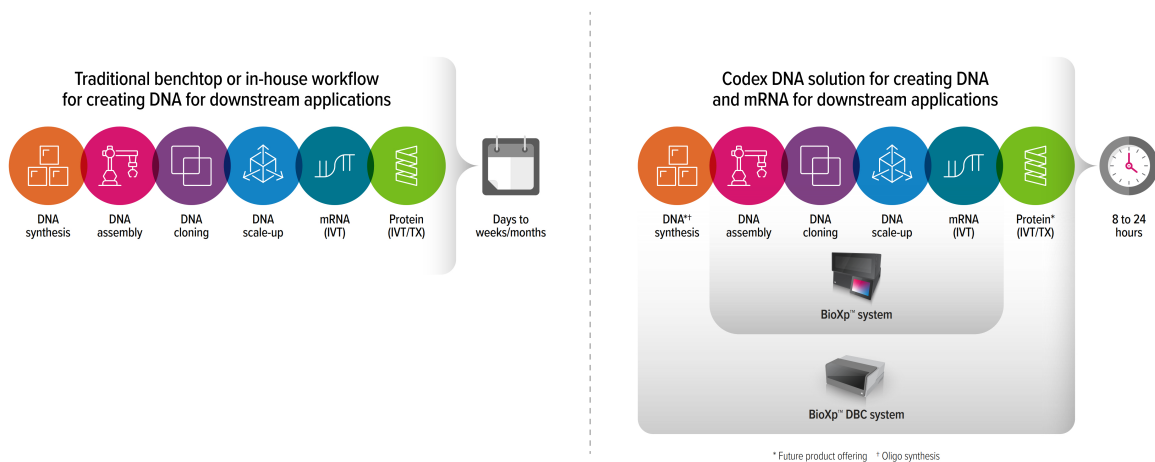 Traditional benchtop or in-house workflow
for creating DNA for downstream applications
DNA
synthesis
DNA
assembly
DNA
cloning
DNA
scale-up
mRNA
(IVT)
Protein
(IVT/TX)
Days to
weeks/months
Codex DNA solution for creating DNA
and mRNA for downstream applications
DNA*†
synthesis
DNA
assembly
DNA
cloning
DNA
scale-up
mRNA
(IVT)
Protein*
(IVT/TX)
8 to 24
hours
BioXp™ system
BioXp™ DBC system
* Future product offering † Oligo synthesis